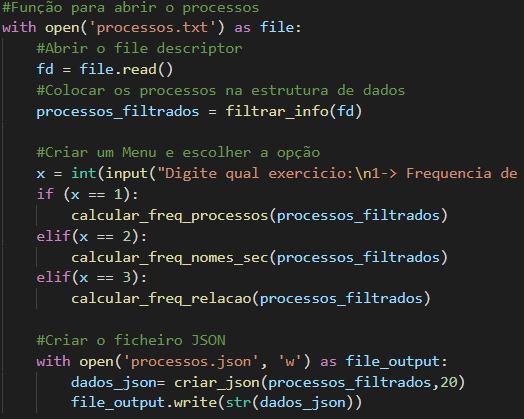 #Função para abrir o processos
with open('processos.txt') as file:
#Abrir o file descriptor
fd = file.read()
#Colocar os processos na estrutura de dados
processos_filtrados = filtrar_info(fd)
#Criar um Menu e escolher a opção
x = int(input("Digite qual exercicio:\n1-> Frequencia de
if (x == 1):
calcular_freq_processos(processos_filtrados)
elif(x == 2):
calcular_freq_nomes_sec(processos_filtrados)
elif(x == 3):
calcular_freq_relacao(processos_filtrados)
#Criar o ficheiro JSON
with open('processos.json', 'w') as file_output:
dados_json= criar_json(processos_filtrados,20)
file_output.write(str(dados_json))